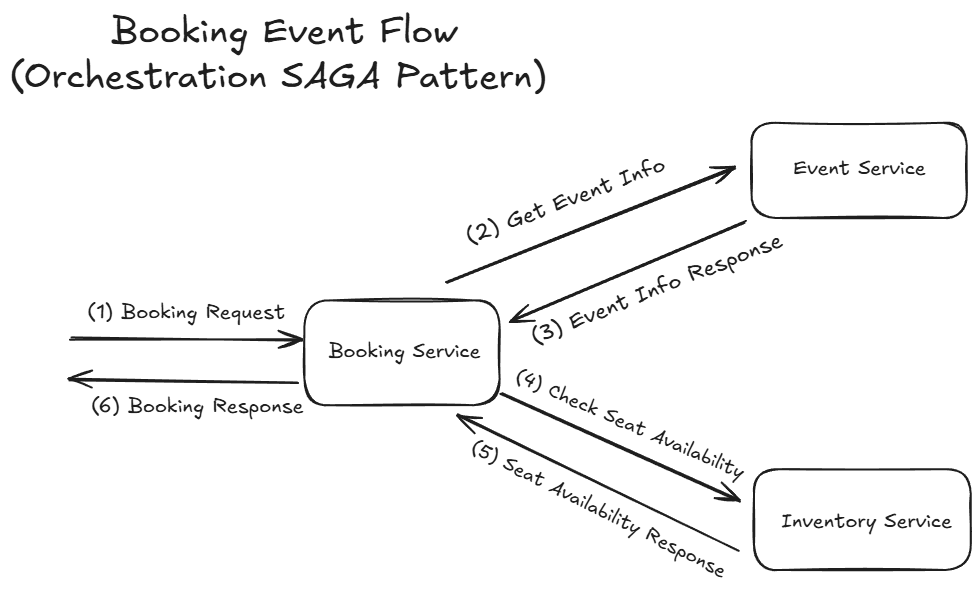 Booking Event Flow
(Orchestration SAGA Pattern)
Event Service
(2) Get Event Info
(3) Event Info Response
(1) Booking Request
Booking Service
(6) Booking Response
(4) Check Seat Availability
(5) Seat Availability Response
Inventory Service